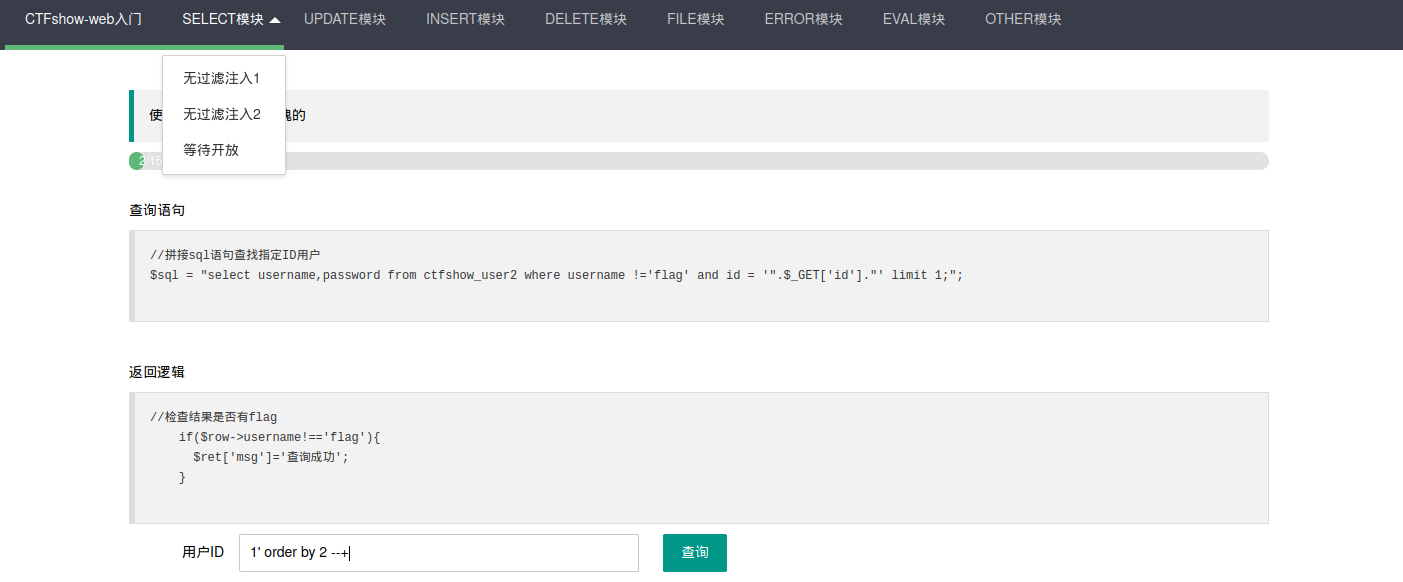 CTFshow-web入门 SELECT模块 UPDATE模块 INSERT模块 DELETE模块 FILE模块 ERROR模块 EVAL模块 OTHER模块
无过滤注入1
无过滤注入2
等待开放
使 的
查询语句
//拼接sql语句查找指定ID用户
$sql = "select username,password from ctfshow_user2 where username !='flag' and id = '".$_GET['id']."' limit 1;";
返回逻辑
//检查结果是否有flag
if($row->username!=='flag'){
$ret['msg']='查询成功';
}
用户ID 1' order by 2 --+ 查询